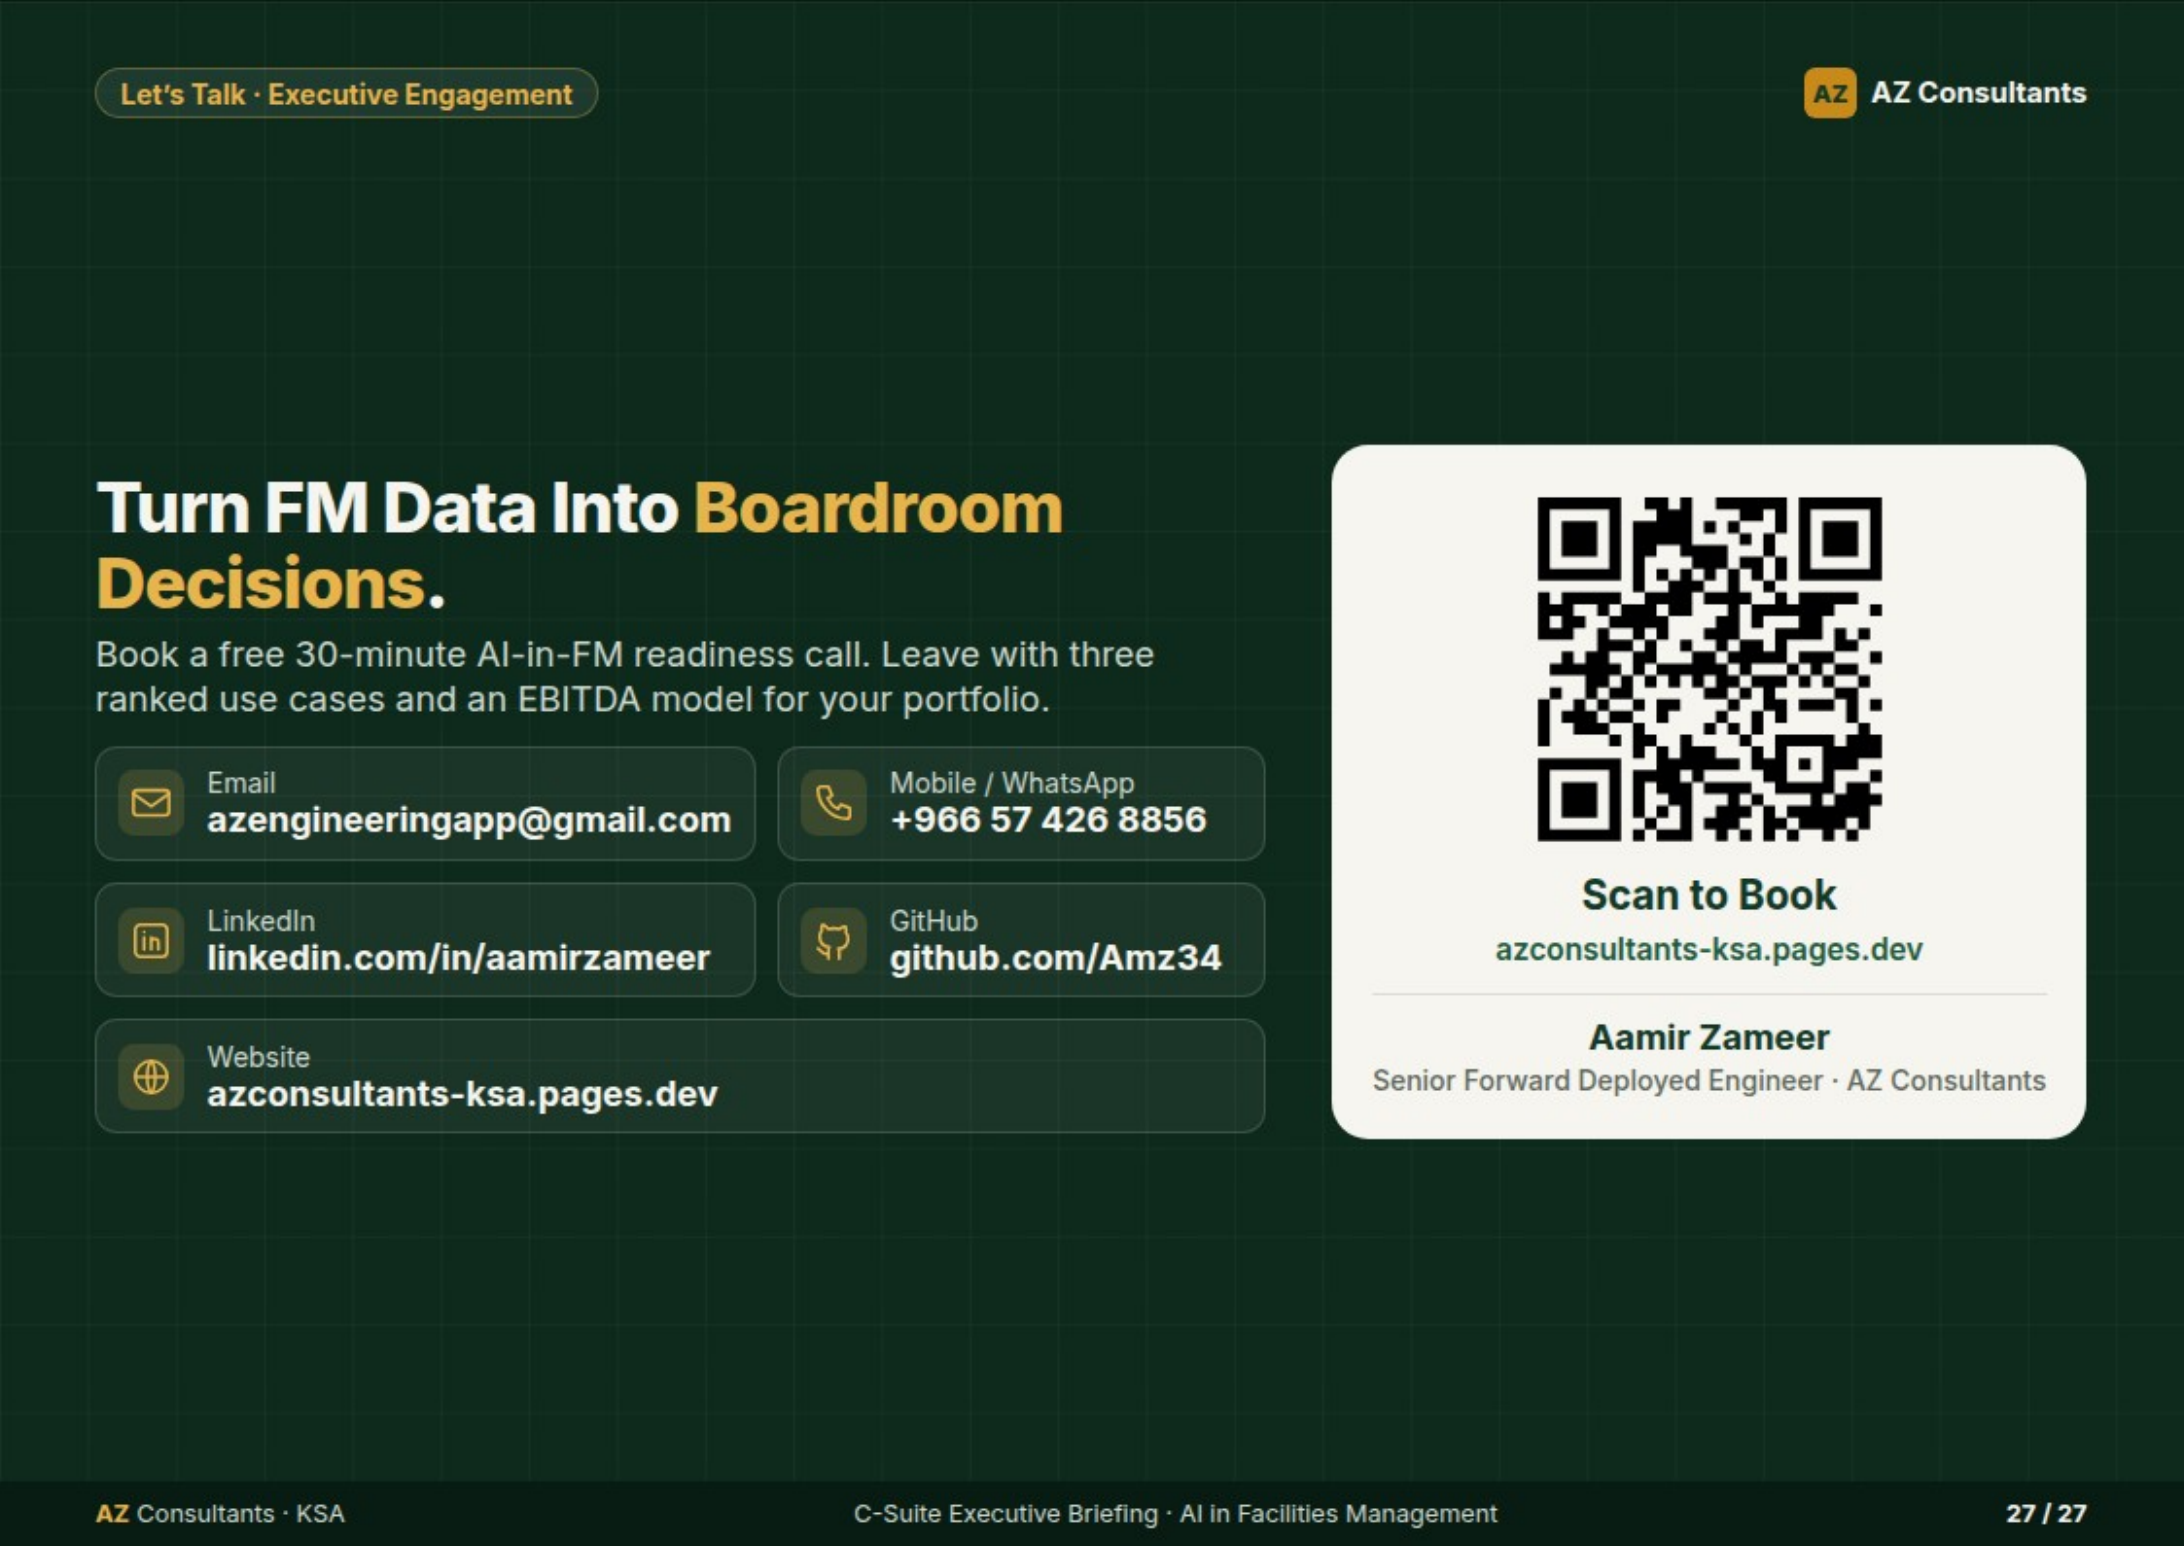 Let's Talk · Executive Engagement
AZ AZ Consultants
Turn FM Data Into Boardroom
Decisions.
Book a free 30-minute AI-in-FM readiness call. Leave with three
ranked use cases and an EBITDA model for your portfolio.
Email
azengineeringapp@gmail.com
Mobile / WhatsApp
+966 57 426 8856
LinkedIn
linkedin.com/in/aamirzameer
GitHub
github.com/Amz34
Website
azconsultants-ksa.pages.dev
Scan to Book
azconsultants-ksa.pages.dev
Aamir Zameer
Senior Forward Deployed Engineer · AZ Consultants
AZ Consultants · KSA
C-Suite Executive Briefing · AI in Facilities Management
27 / 27